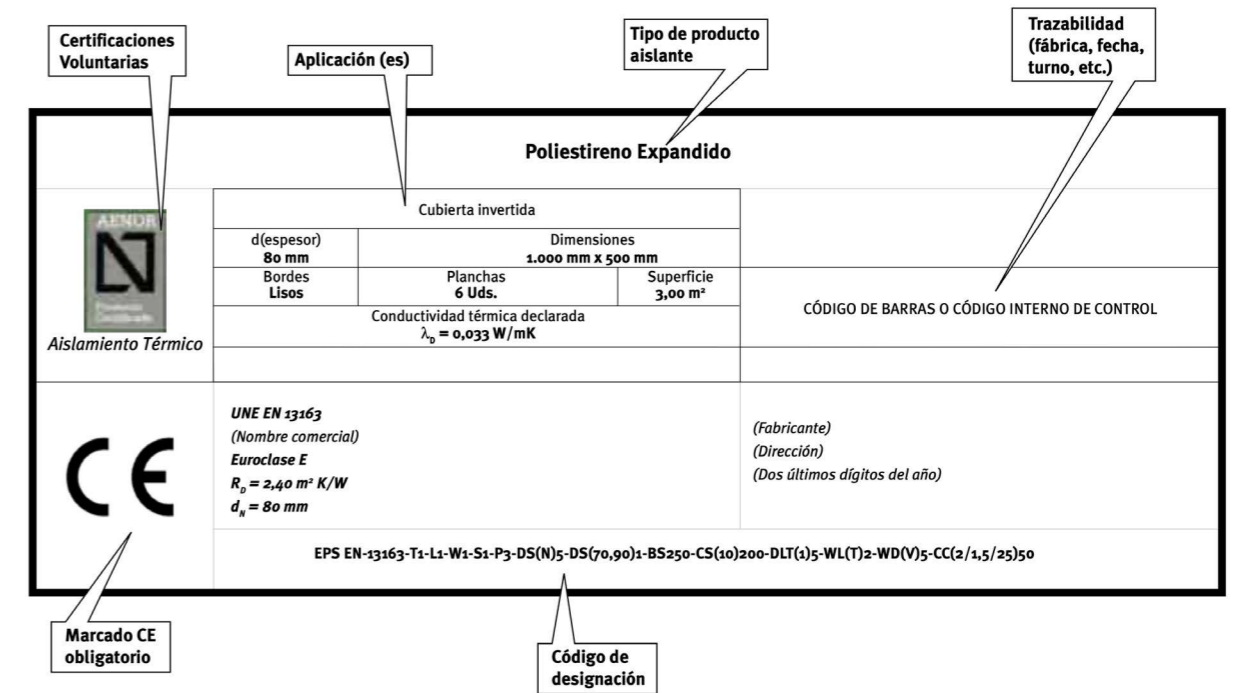 Certificaciones
Voluntarias
Aplicación (es)
Tipo de producto
aislante
Trazabilidad
(fábrica, fecha,
turno, etc.)
Poliestireno Expandido
AENOR
N
Aislamiento Térmico
Cubierta invertida
d(espesor)
80 mm
Dimensiones
1.000 mm x 500 mm
Bordes
Lisos
Planchas
6 Uds.
Superficie
3,00 m²
Conductividad térmica declarada
λD = 0,033 W/mK
CÓDIGO DE BARRAS O CÓDIGO INTERNO DE CONTROL
CE
UNE EN 13163
(Nombre comercial)
Euroclase E
RD = 2,40 m² K/W
dN = 80 mm
(Fabricante)
(Dirección)
(Dos últimos dígitos del año)
EPS EN-13163-T1-L1-W1-S1-P3-DS(N)5-DS(70,90)1-BS250-CS(10)200-DLT(1)5-WL(T)2-WD(V)5-CC(2/1,5/25)50
Marcado CE
obligatorio
Código de
designación